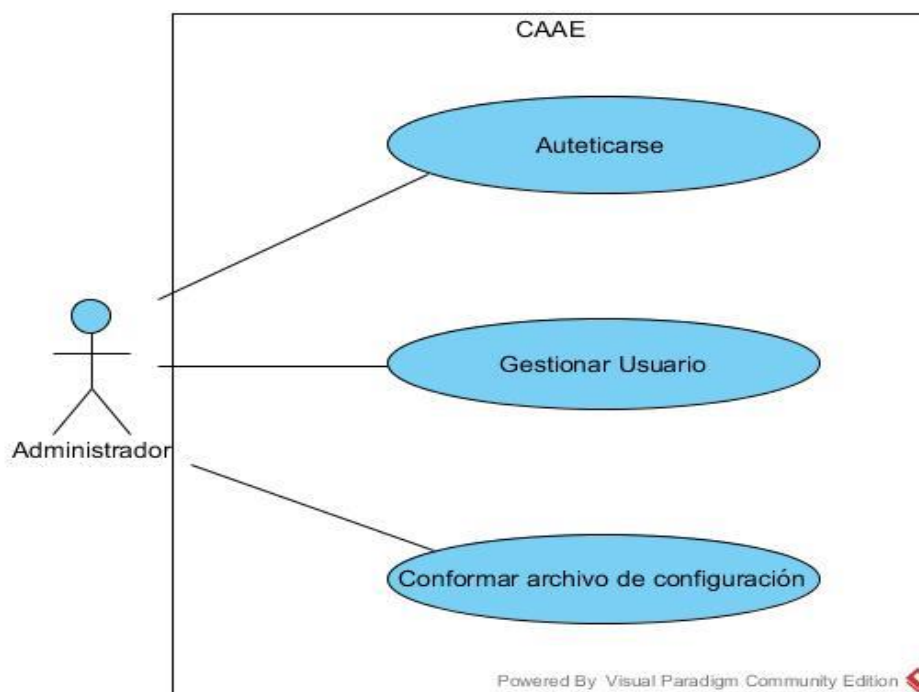 CAAE
Auteticarse
Gestionar Usuario
Administrador
Conformar archivo de configuración
Powered By Visual Paradigm Community Edition